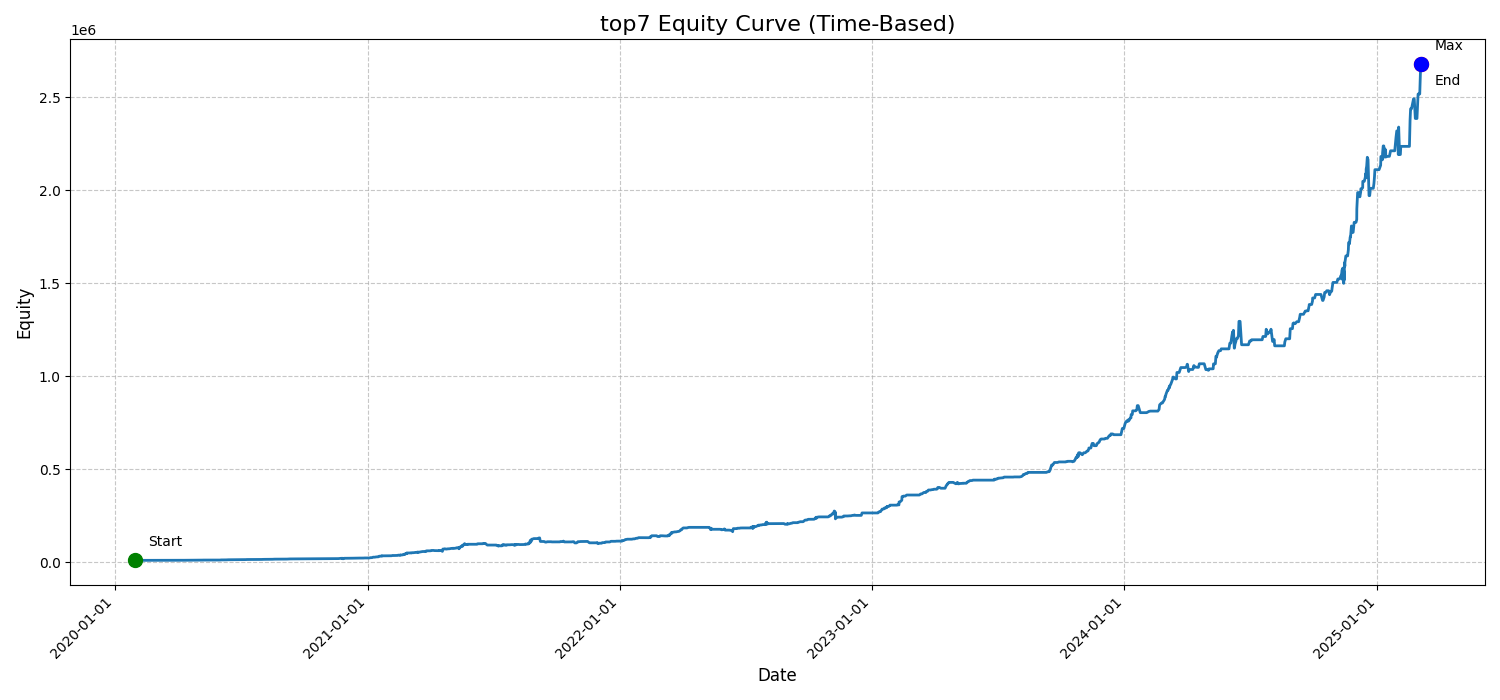 top7 Equity Curve (Time-Based)
1e6
Max
End
2.5
2.0
1.5
1.0
0.5
0.0
Equity
Start
2020-01-01
2021-01-01
2022-01-01
2023-01-01
2024-01-01
2025-01-01
Date